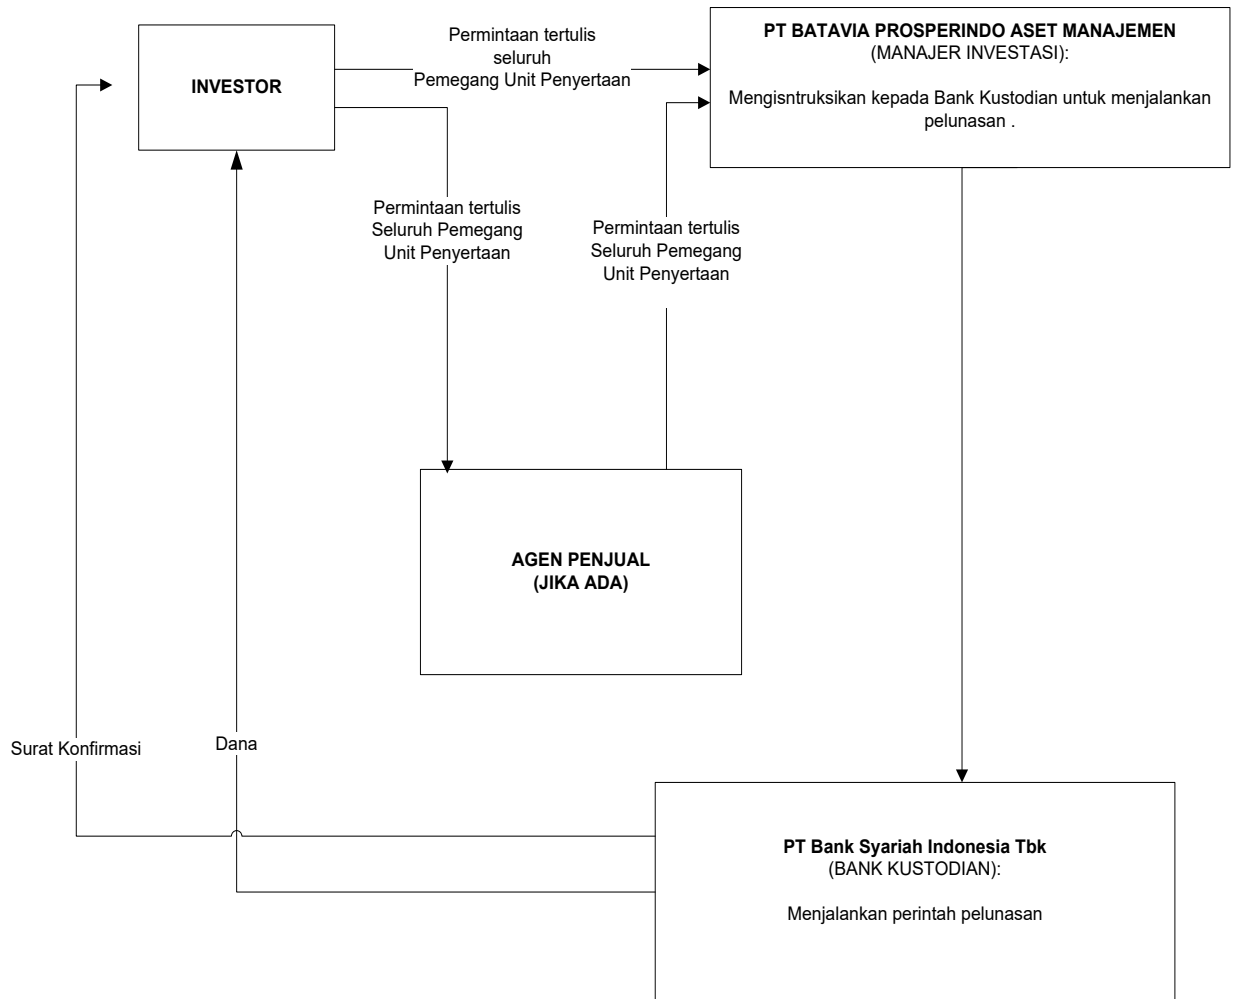 INVESTOR
Permintaan tertulis
seluruh
Pemegang Unit Penyertaan
PT BATAVIA PROSPERINDO ASET MANAJEMEN
(MANAJER INVESTASI):
Mengisntruksikan kepada Bank Kustodian untuk menjalankan
pelunasan .
Permintaan tertulis
Seluruh Pemegang
Unit Penyertaan
Permintaan tertulis
Seluruh Pemegang
Unit Penyertaan
AGEN PENJUAL
(JIKA ADA)
Surat Konfirmasi
Dana
PT Bank Syariah Indonesia Tbk
(BANK KUSTODIAN):
Menjalankan perintah pelunasan